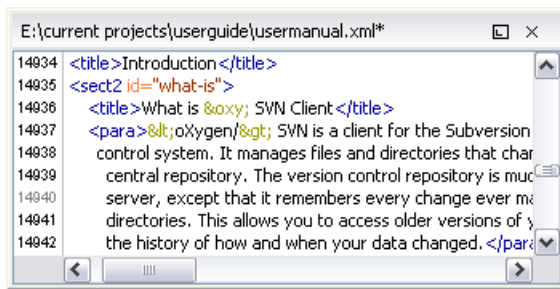 E:\current projects\userguide\usermanual.xml*
14934 <title>Introduction</title>
14935 <sect2 id="what-is">
14936 <title>What is &oxy; SVN Client</title>
14937 <para>&lt;oXygen/&gt; SVN is a client for the Subversion
14938 control system. It manages files and directories that
14939 central repository. The version control repository is
14940 server, except that it remembers every change ever
14941 directories. This allows you to access older versions of
14942 the history of how and when your data changed.</para